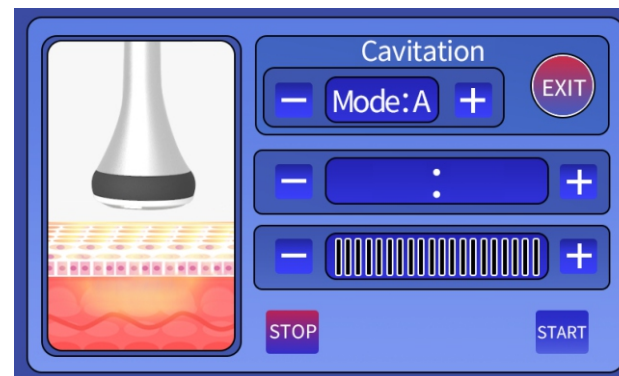 Cavitation
− Mode:A +
EXIT
− : +
− +
STOP
START